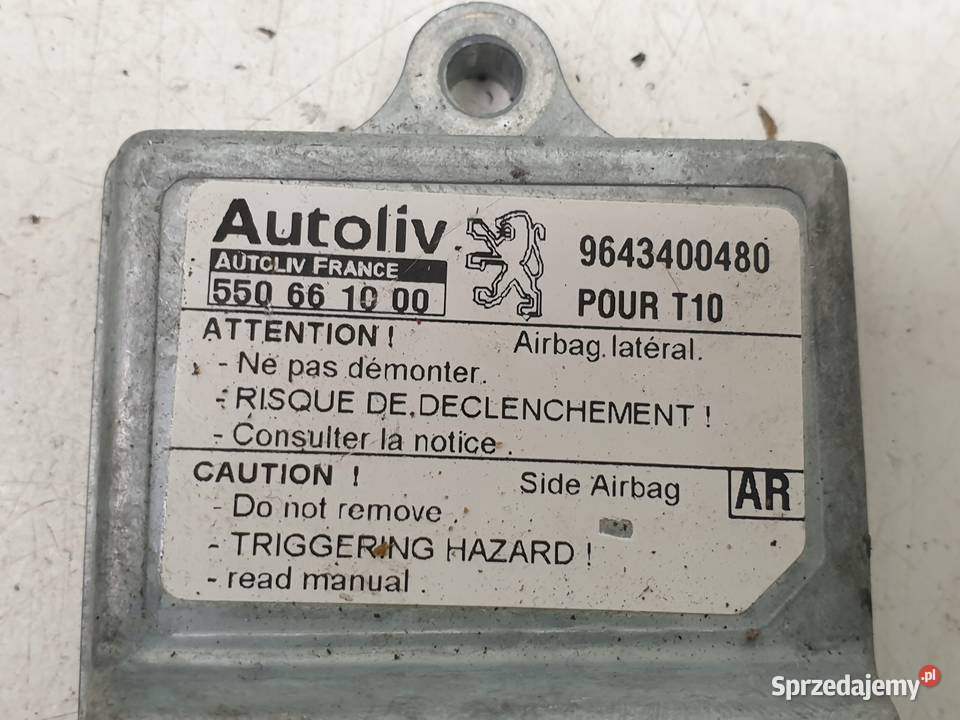 Autoliv
AUTOLIV FRANCE
550 66 10 00
9643400480
POUR T10
ATTENTION !
Airbag latéral.
- Ne pas démonter.
- RISQUE DE DECLENCHEMENT !
- Consulter la notice .
CAUTION !
Side Airbag
AR
- Do not remove
- TRIGGERING HAZARD !
- read manual .
Sprzedajemy.pl